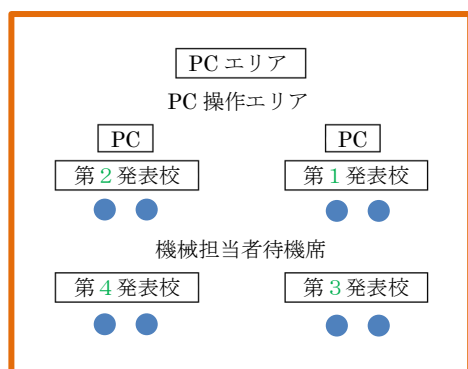 PC エリア
PC 操作エリア
PC PC
第２発表校 第１発表校
機械担当者待機席
第４発表校 第３発表校